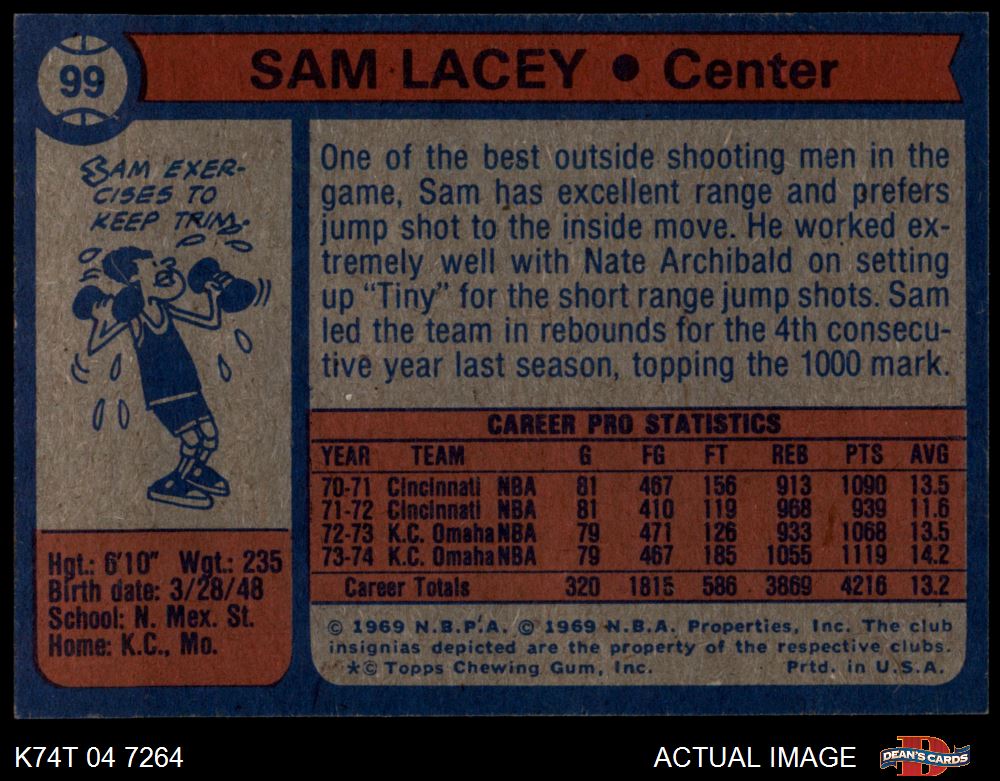 99
SAM LACEY • Center
SAM EXER-
CISES TO
KEEP TRIM.
One of the best outside shooting men in the
game, Sam has excellent range and prefers
jump shot to the inside move. He worked ex-
tremely well with Nate Archibald on setting
up "Tiny" for the short range jump shots. Sam
led the team in rebounds for the 4th consecu-
tive year last season, topping the 1000 mark.
CAREER PRO STATISTICS
YEAR TEAM G FG FT REB PTS AVG
70-71 Cincinnati NBA 81 467 156 913 1090 13.5
71-72 Cincinnati NBA 81 410 119 968 939 11.6
72-73 K.C. Omaha NBA 79 471 126 933 1068 13.5
73-74 K.C. Omaha NBA 79 467 185 1055 1119 14.2
Career Totals 320 1815 586 3869 4216 13.2
Hgt.: 6'10" Wgt.: 235
Birth date: 3/28/48
School: N. Mex. St.
Home: K.C., Mo.
© 1969 N.B.P.A. © 1969 N.B.A. Properties, Inc. The club
insignias depicted are the property of the respective clubs.
*© Topps Chewing Gum, Inc. Prtd. in U.S.A.
K74T 04 7264
ACTUAL IMAGE
DEAN'S CARDS